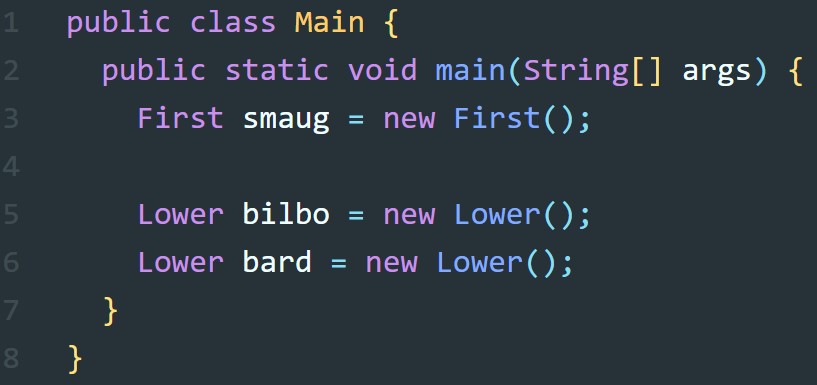 1 public class Main {
2 public static void main(String[] args) {
3 First smaug = new First();
4
5 Lower bilbo = new Lower();
6 Lower bard = new Lower();
7 }
8 }